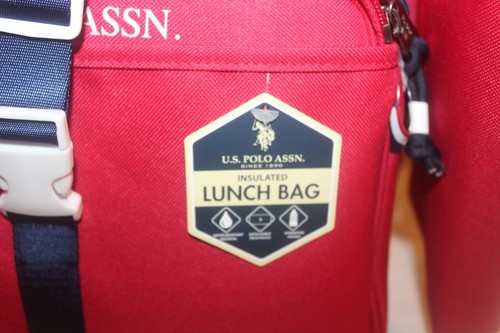 ASSN.
U.S. POLO ASSN.
SINCE 1890
INSULATED
LUNCH BAG